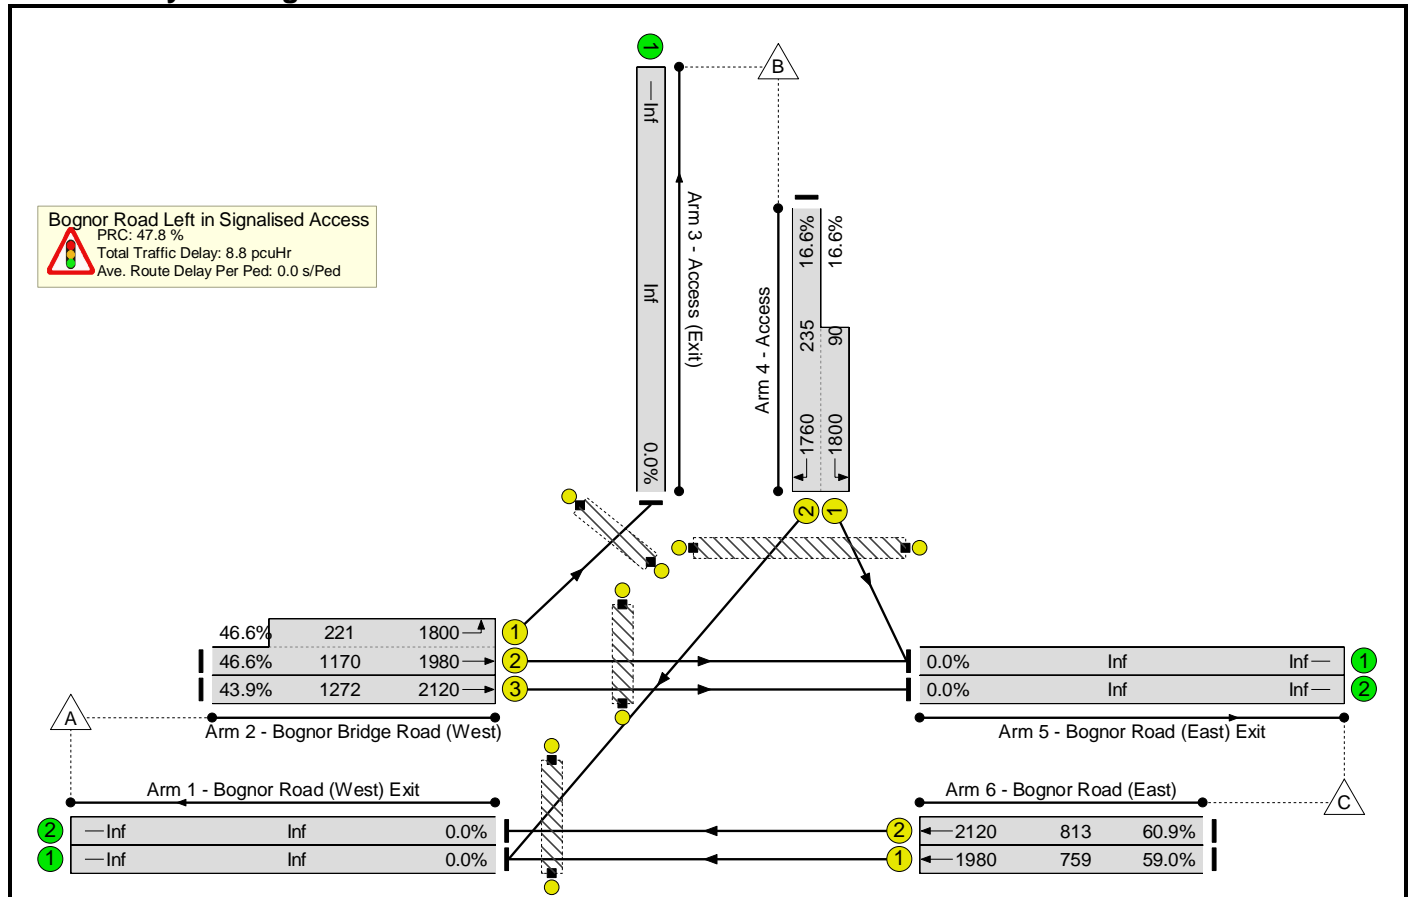 1
B
Inf
Inf
0.0%
Arm 3 - Access (Exit)
Bognor Road Left in Signalised Access
PRC: 47.8 %
Total Traffic Delay: 8.8 pcuHr
Ave. Route Delay Per Ped: 0.0 s/Ped
Arm 4 - Access
16.6% 235 1760
16.6% 90 1800
2 1
46.6% 221 1800 1
46.6% 1170 1980 2
43.9% 1272 2120 3
A
Arm 2 - Bognor Bridge Road (West)
0.0% Inf Inf 1
0.0% Inf Inf 2
Arm 5 - Bognor Road (East) Exit
Arm 1 - Bognor Road (West) Exit
2 Inf Inf 0.0%
1 Inf Inf 0.0%
Arm 6 - Bognor Road (East)
C
2 2120 813 60.9%
1 1980 759 59.0%